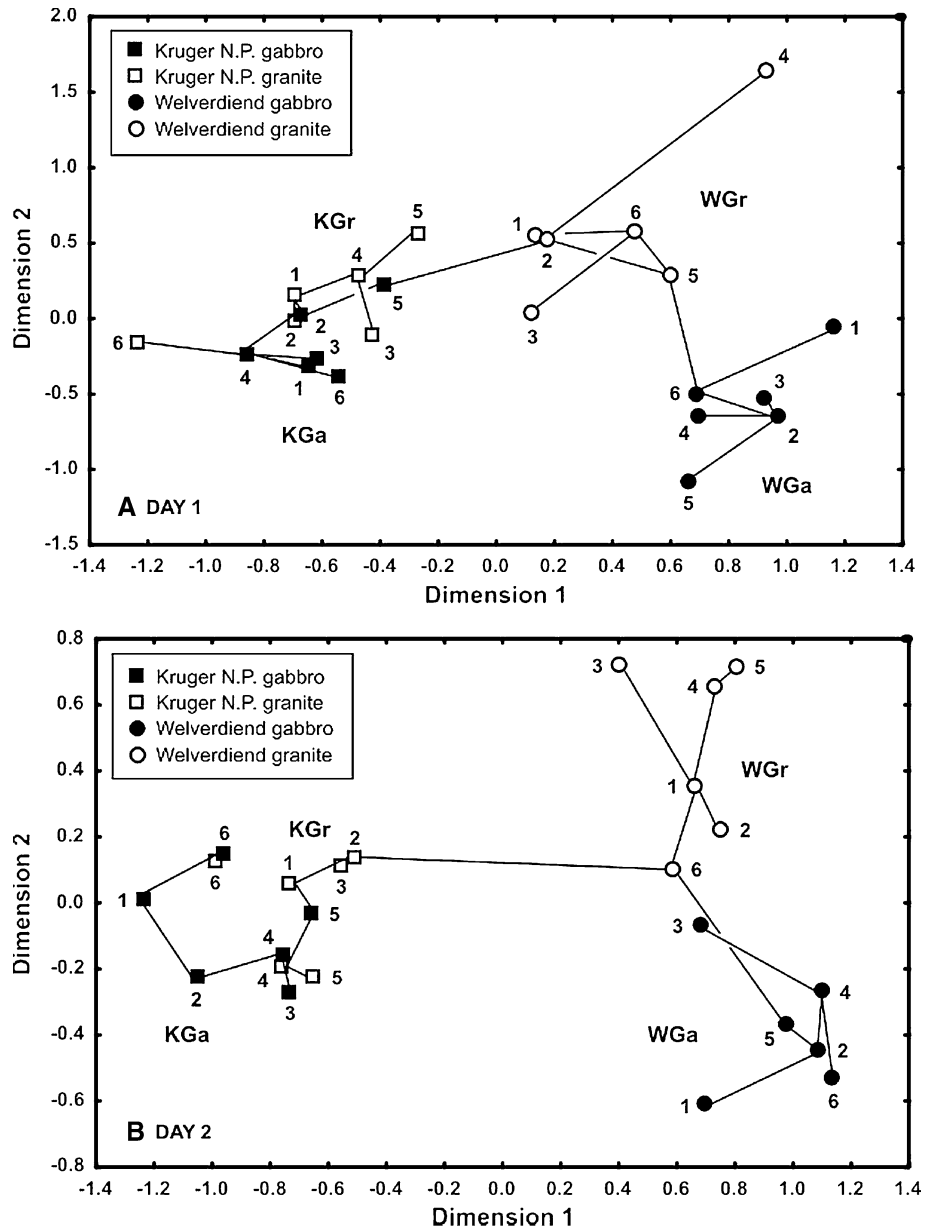 2.0
1.5
1.0
0.5
0.0
-0.5
-1.0
-1.5
Dimension 2
Kruger N.P. gabbro
Kruger N.P. granite
Welverdiend gabbro
Welverdiend granite
4
WGr
KGr
5
1
6
4
2
5
1
5
3
2
2
6
3
3
1
4
1
6
6
3
4
2
KGa
5
WGa
A DAY 1
-1.4 -1.2 -1.0 -0.8 -0.6 -0.4 -0.2 0.0 0.2 0.4 0.6 0.8 1.0 1.2 1.4
Dimension 1
0.8
0.6
0.4
0.2
0.0
-0.2
-0.4
-0.6
-0.8
Dimension 2
Kruger N.P. gabbro
Kruger N.P. granite
Welverdiend gabbro
Welverdiend granite
3
5
4
WGr
1
KGr
2
6
2
1
6
3
6
1
5
3
4
4
5
4
2
3
KGa
WGa
5
2
1
6
B DAY 2
-1.4 -1.2 -1.0 -0.8 -0.6 -0.4 -0.2 0.0 0.2 0.4 0.6 0.8 1.0 1.2 1.4
Dimension 1